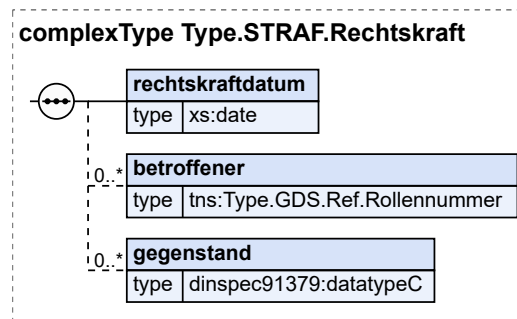 complexType Type.STRAF.Rechtskraft
rechtskraftdatum
type xs:date
0..* betroffener
type tns:Type.GDS.Ref.Rollennummer
0..* gegenstand
type dinspec91379:datatypeC